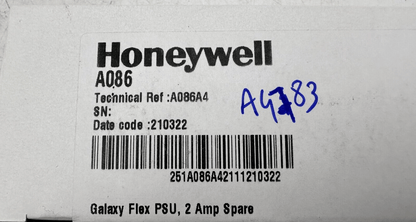 Honeywell
A086
Technical Ref :A086A4
SN:
Date code :210322
251A086A42111210322
Galaxy Flex PSU, 2 Amp Spare